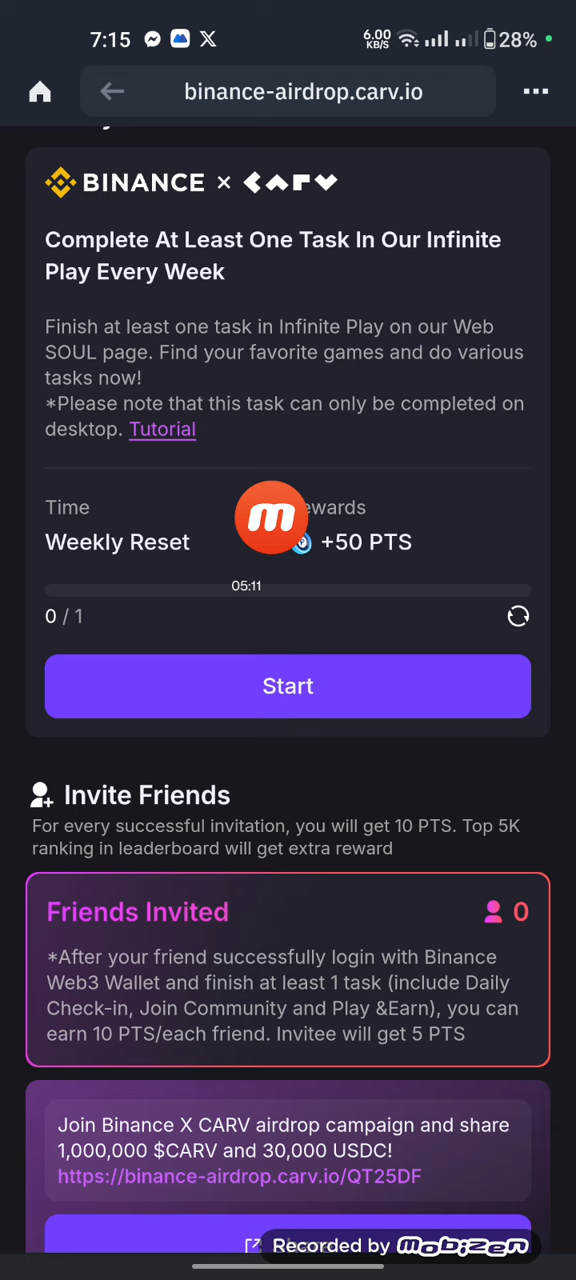 7:15
6.00 KB/S
28%
binance-airdrop.carv.io
BINANCE × CARV
Complete At Least One Task In Our Infinite
Play Every Week
Finish at least one task in Infinite Play on our Web
SOUL page. Find your favorite games and do various
tasks now!
*Please note that this task can only be completed on
desktop. Tutorial
Time
ewards
m
Weekly Reset
+50 PTS
05:11
0 / 1
Start
Invite Friends
For every successful invitation, you will get 10 PTS. Top 5K
ranking in leaderboard will get extra reward
Friends Invited
0
*After your friend successfully login with Binance
Web3 Wallet and finish at least 1 task (include Daily
Check-in, Join Community and Play &Earn), you can
earn 10 PTS/each friend. Invitee will get 5 PTS
Join Binance X CARV airdrop campaign and share
1,000,000 $CARV and 30,000 USDC!
https://binance-airdrop.carv.io/QT25DF
Recorded by mobizen